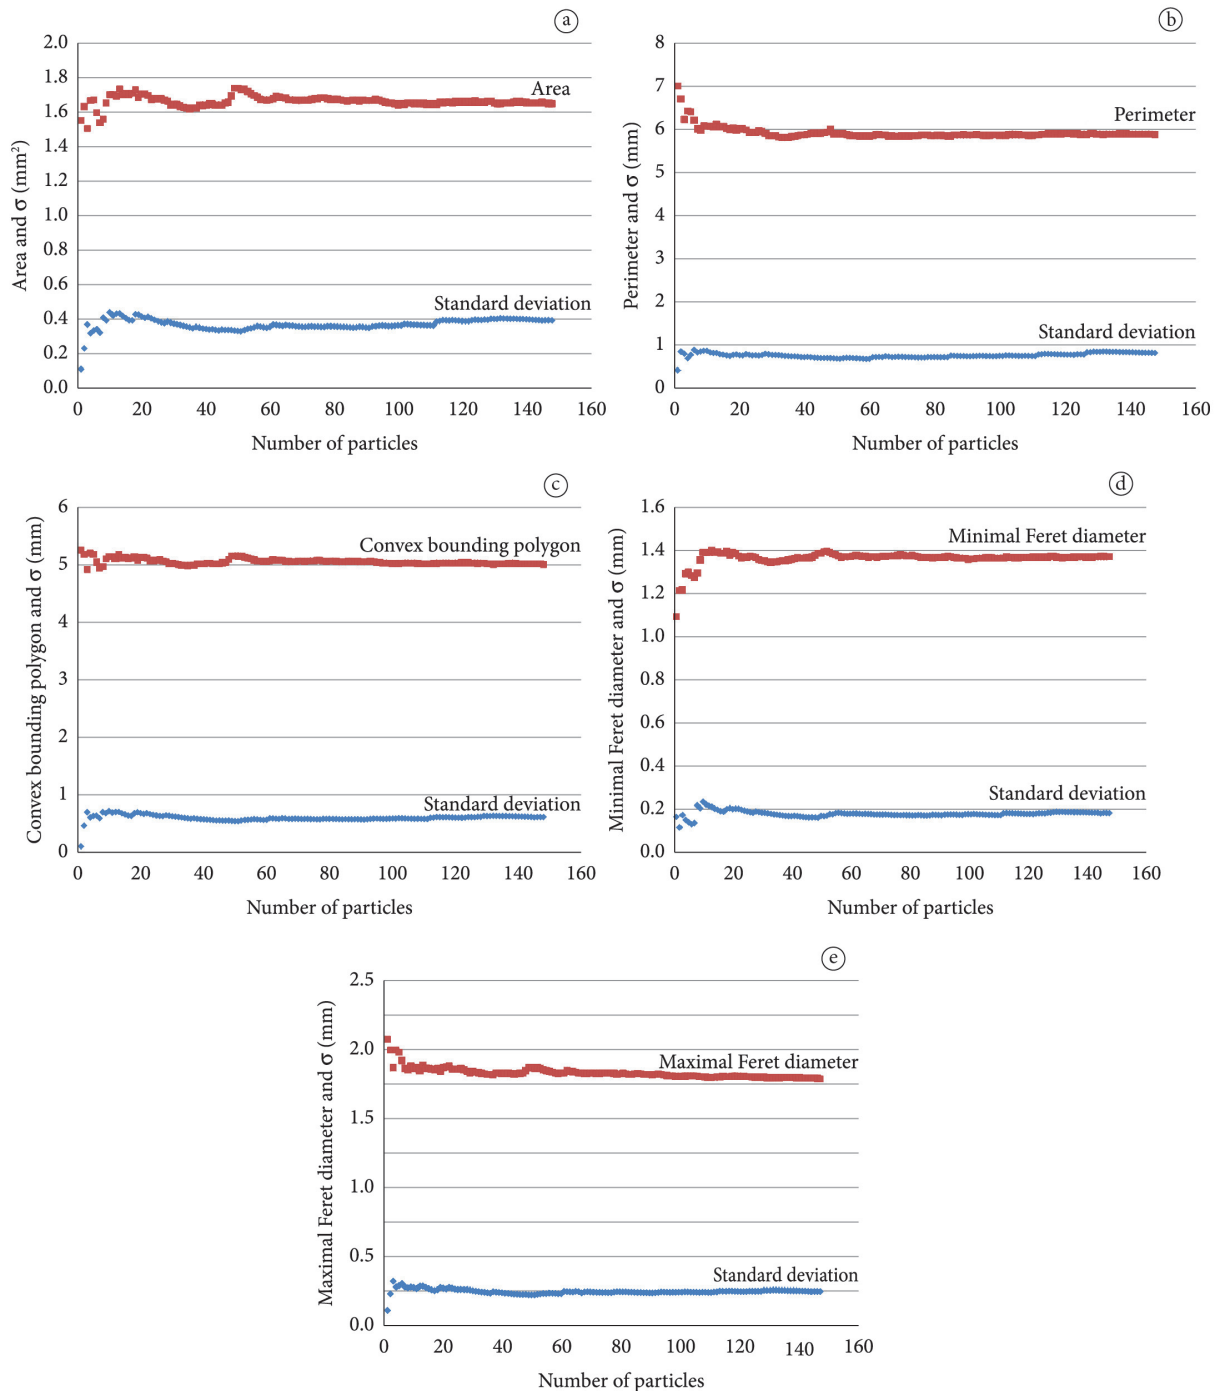 a
2.0
1.8
1.6
1.4
1.2
1.0
0.8
0.6
0.4
0.2
0
Area and σ (mm²)
Area
Standard deviation
0 20 40 60 80 100 120 140 160
Number of particles
b
8
7
6
5
4
3
2
1
0
Perimeter and σ (mm)
Perimeter
Standard deviation
0 20 40 60 80 100 120 140 160
Number of particles
c
6
5
4
3
2
1
0
Convex bounding polygon and σ (mm)
Convex bounding polygon
Standard deviation
0 20 40 60 80 100 120 140 160
Number of particles
d
1.6
1.4
1.2
1.0
0.8
0.6
0.4
0.2
0.0
Minimal Feret diameter and σ (mm)
Minimal Feret diameter
Standard deviation
0 20 40 60 80 100 120 140 160
Number of particles
e
2.5
2.0
1.5
1.0
0.5
0.0
Maximal Feret diameter and σ (mm)
Maximal Feret diameter
Standard deviation
0 20 40 60 80 100 120 140 160
Number of particles